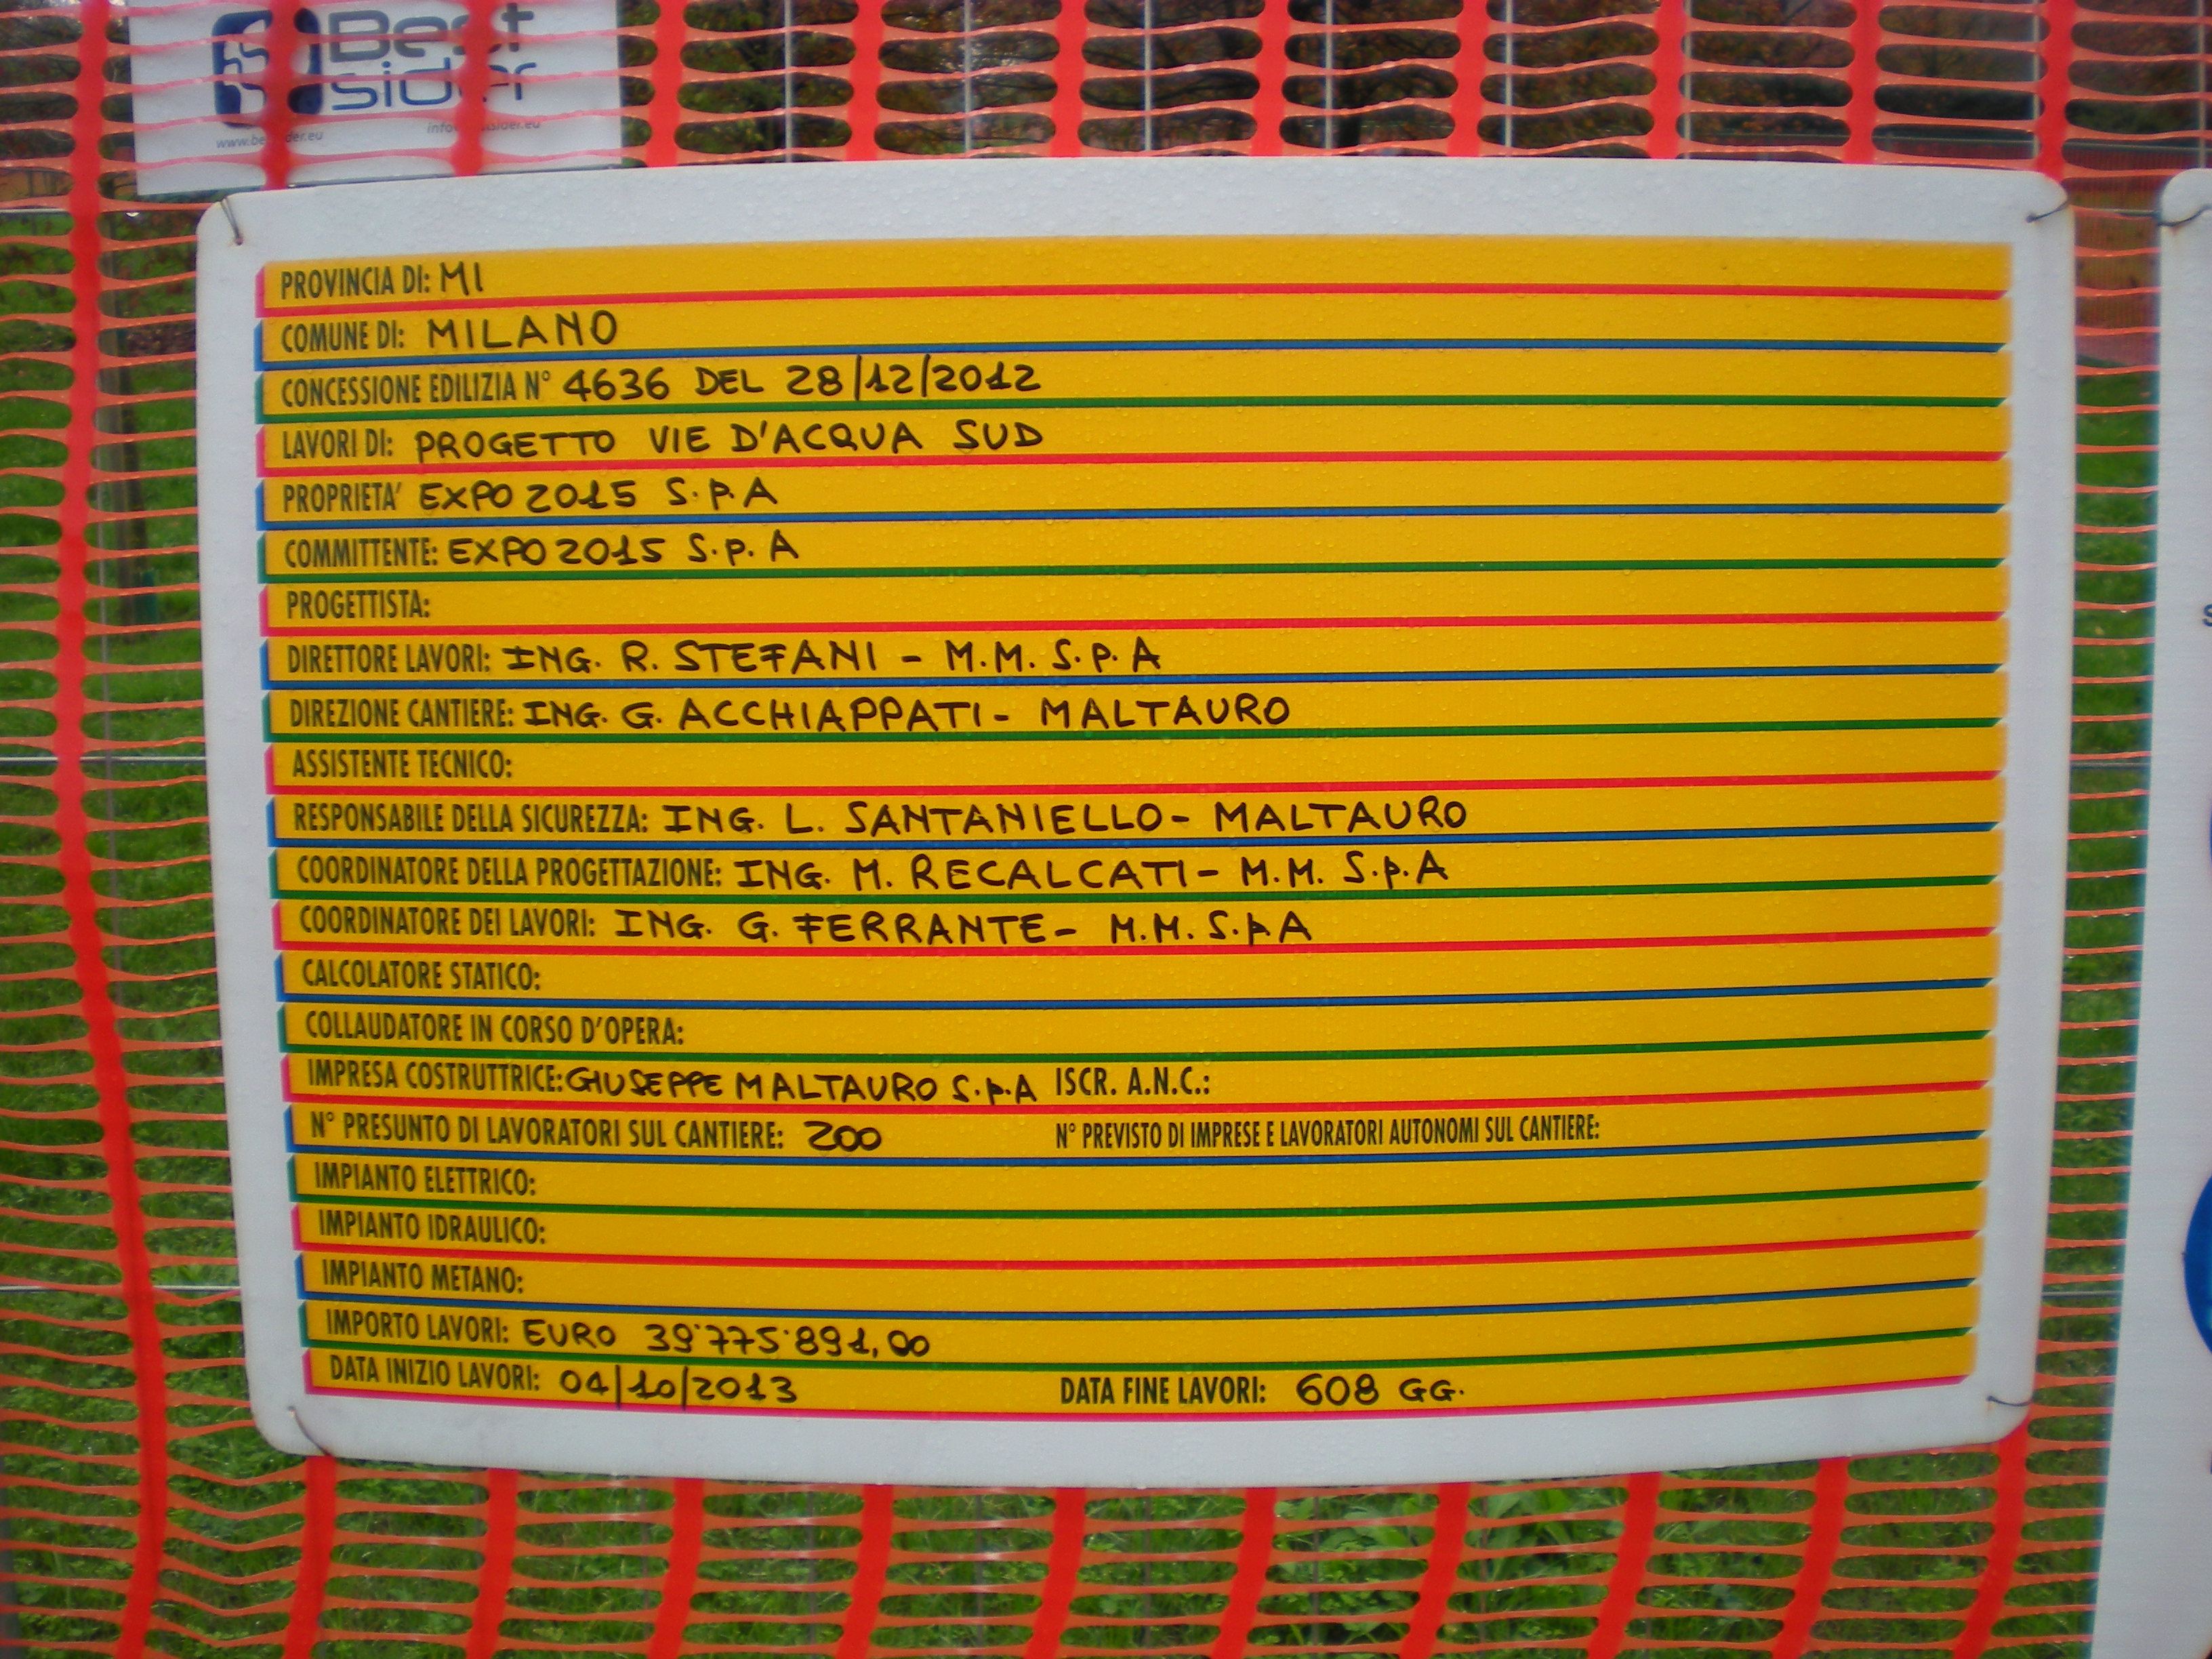 Best
sider
PROVINCIA DI: MI
COMUNE DI: MILANO
CONCESSIONE EDILIZIA N° 4636 DEL 28/12/2012
LAVORI DI: PROGETTO VIE D'ACQUA SUD
PROPRIETA' EXPO 2015 S.P.A
COMMITTENTE: EXPO 2015 S.P.A
PROGETTISTA:
DIRETTORE LAVORI: ING. R. STEFANI - M.M. S.P.A
DIREZIONE CANTIERE: ING. G. ACCHIAPPATI - MALTAURO
ASSISTENTE TECNICO:
RESPONSABILE DELLA SICUREZZA: ING. L. SANTANIELLO - MALTAURO
COORDINATORE DELLA PROGETTAZIONE: ING. M. RECALCATI - M.M. S.p.A
COORDINATORE DEI LAVORI: ING. G. FERRANTE - M.M. S.p.A
CALCOLATORE STATICO:
COLLAUDATORE IN CORSO D'OPERA:
IMPRESA COSTRUTTRICE: GIUSEPPE MALTAURO S.p.A ISCR. A.N.C.:
N° PRESUNTO DI LAVORATORI SUL CANTIERE: 200 N° PREVISTO DI IMPRESE E LAVORATORI AUTONOMI SUL CANTIERE:
IMPIANTO ELETTRICO:
IMPIANTO IDRAULICO:
IMPIANTO METANO:
IMPORTO LAVORI: EURO 39'775'891,00
DATA INIZIO LAVORI: 04/10/2013 DATA FINE LAVORI: 608 GG.